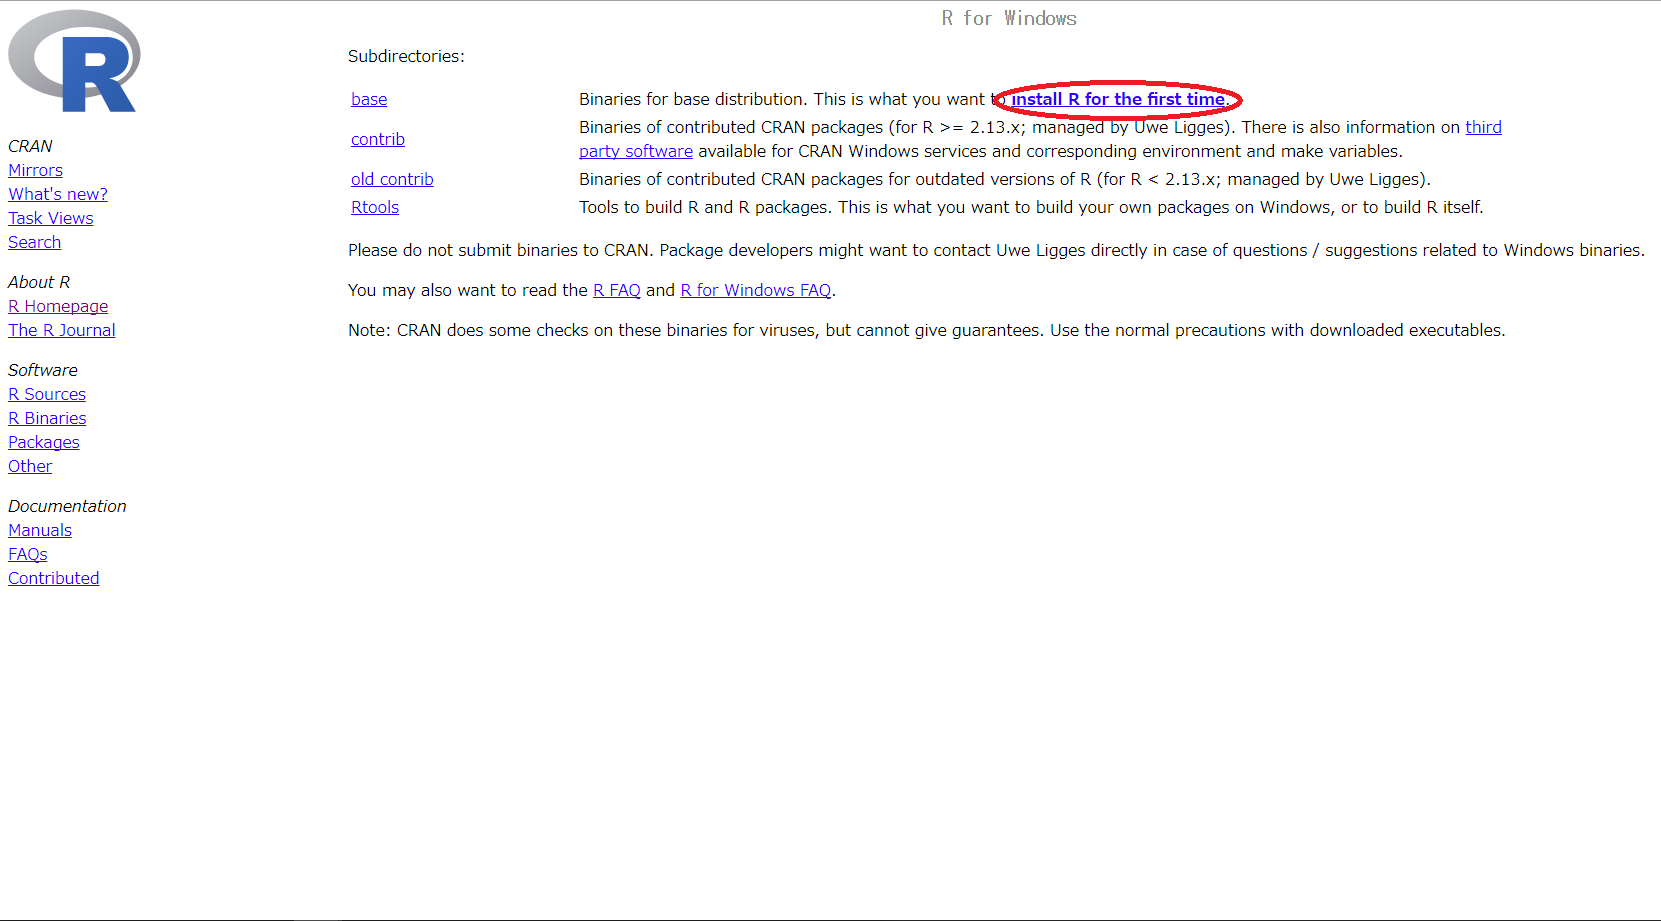 R
R for Windows
Subdirectories:
base Binaries for base distribution. This is what you want to install R for the first time.
contrib Binaries of contributed CRAN packages (for R >= 2.13.x; managed by Uwe Ligges). There is also information on third
party software available for CRAN Windows services and corresponding environment and make variables.
old contrib Binaries of contributed CRAN packages for outdated versions of R (for R < 2.13.x; managed by Uwe Ligges).
Rtools Tools to build R and R packages. This is what you want to build your own packages on Windows, or to build R itself.
Please do not submit binaries to CRAN. Package developers might want to contact Uwe Ligges directly in case of questions / suggestions related to Windows binaries.
You may also want to read the R FAQ and R for Windows FAQ.
Note: CRAN does some checks on these binaries for viruses, but cannot give guarantees. Use the normal precautions with downloaded executables.
CRAN
Mirrors
What's new?
Task Views
Search
About R
R Homepage
The R Journal
Software
R Sources
R Binaries
Packages
Other
Documentation
Manuals
FAQs
Contributed